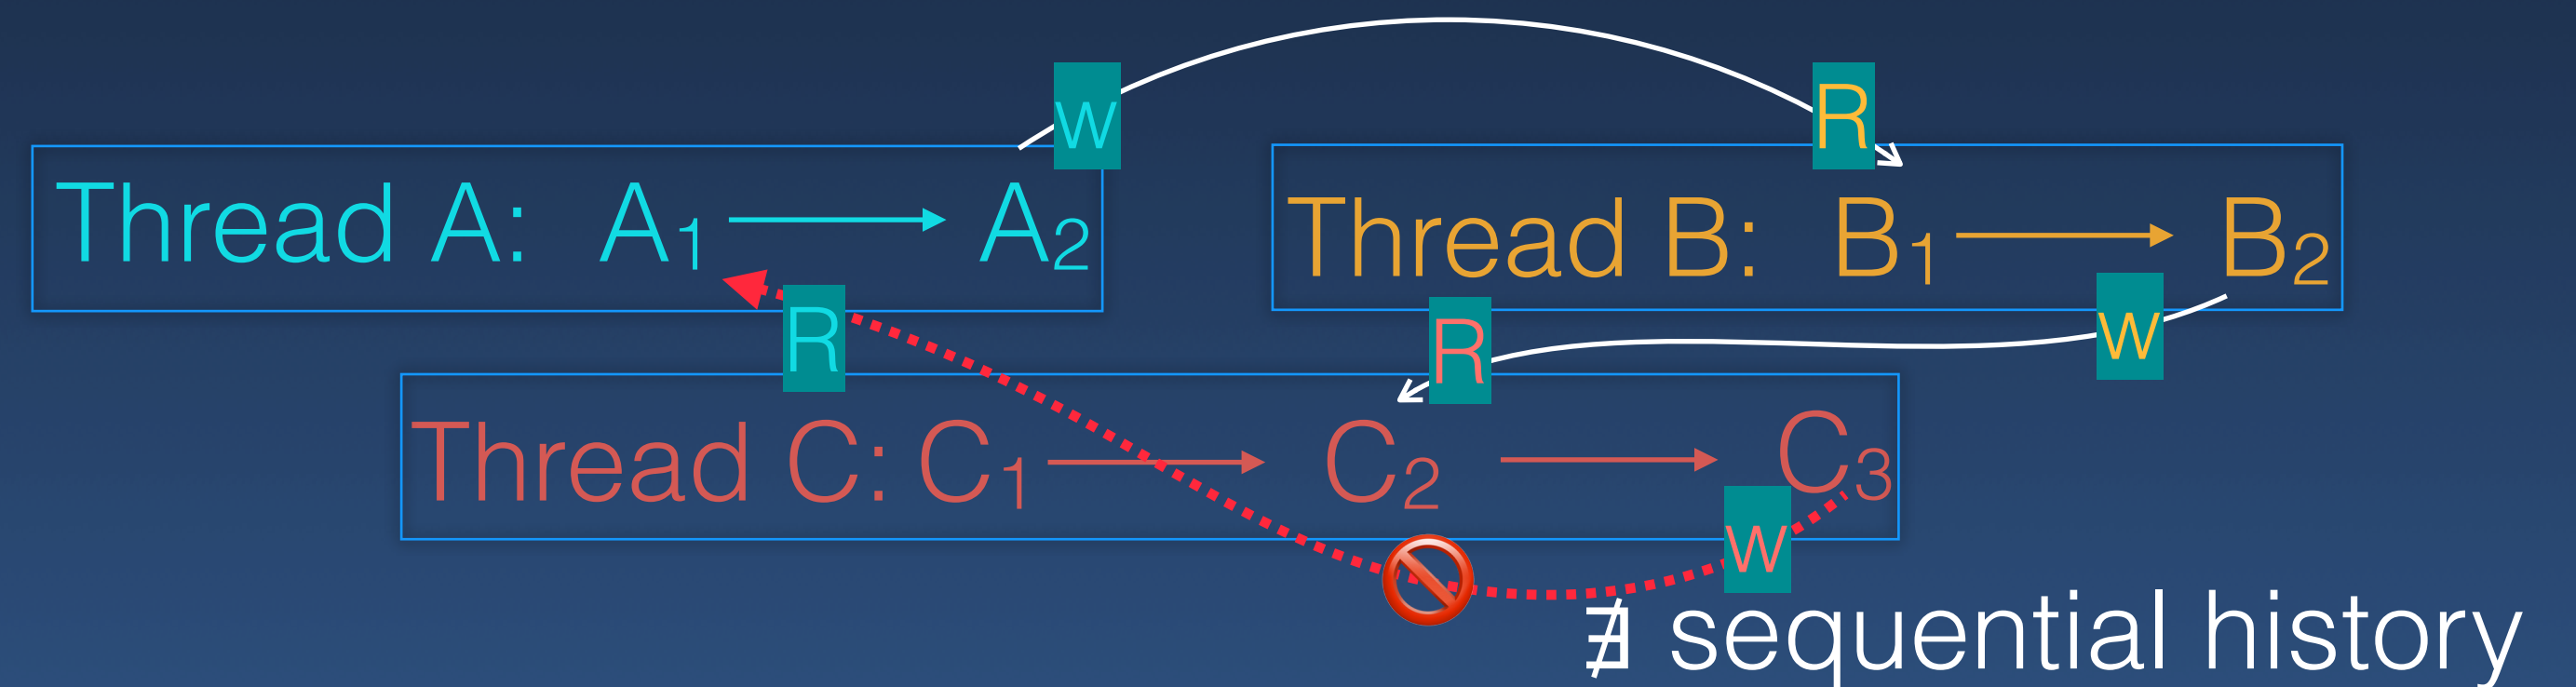 W R
Thread A: A₁ → A₂
Thread B: B₁ → B₂
R R W
Thread C: C₁ → C₂ → C₃
W
∄ sequential history